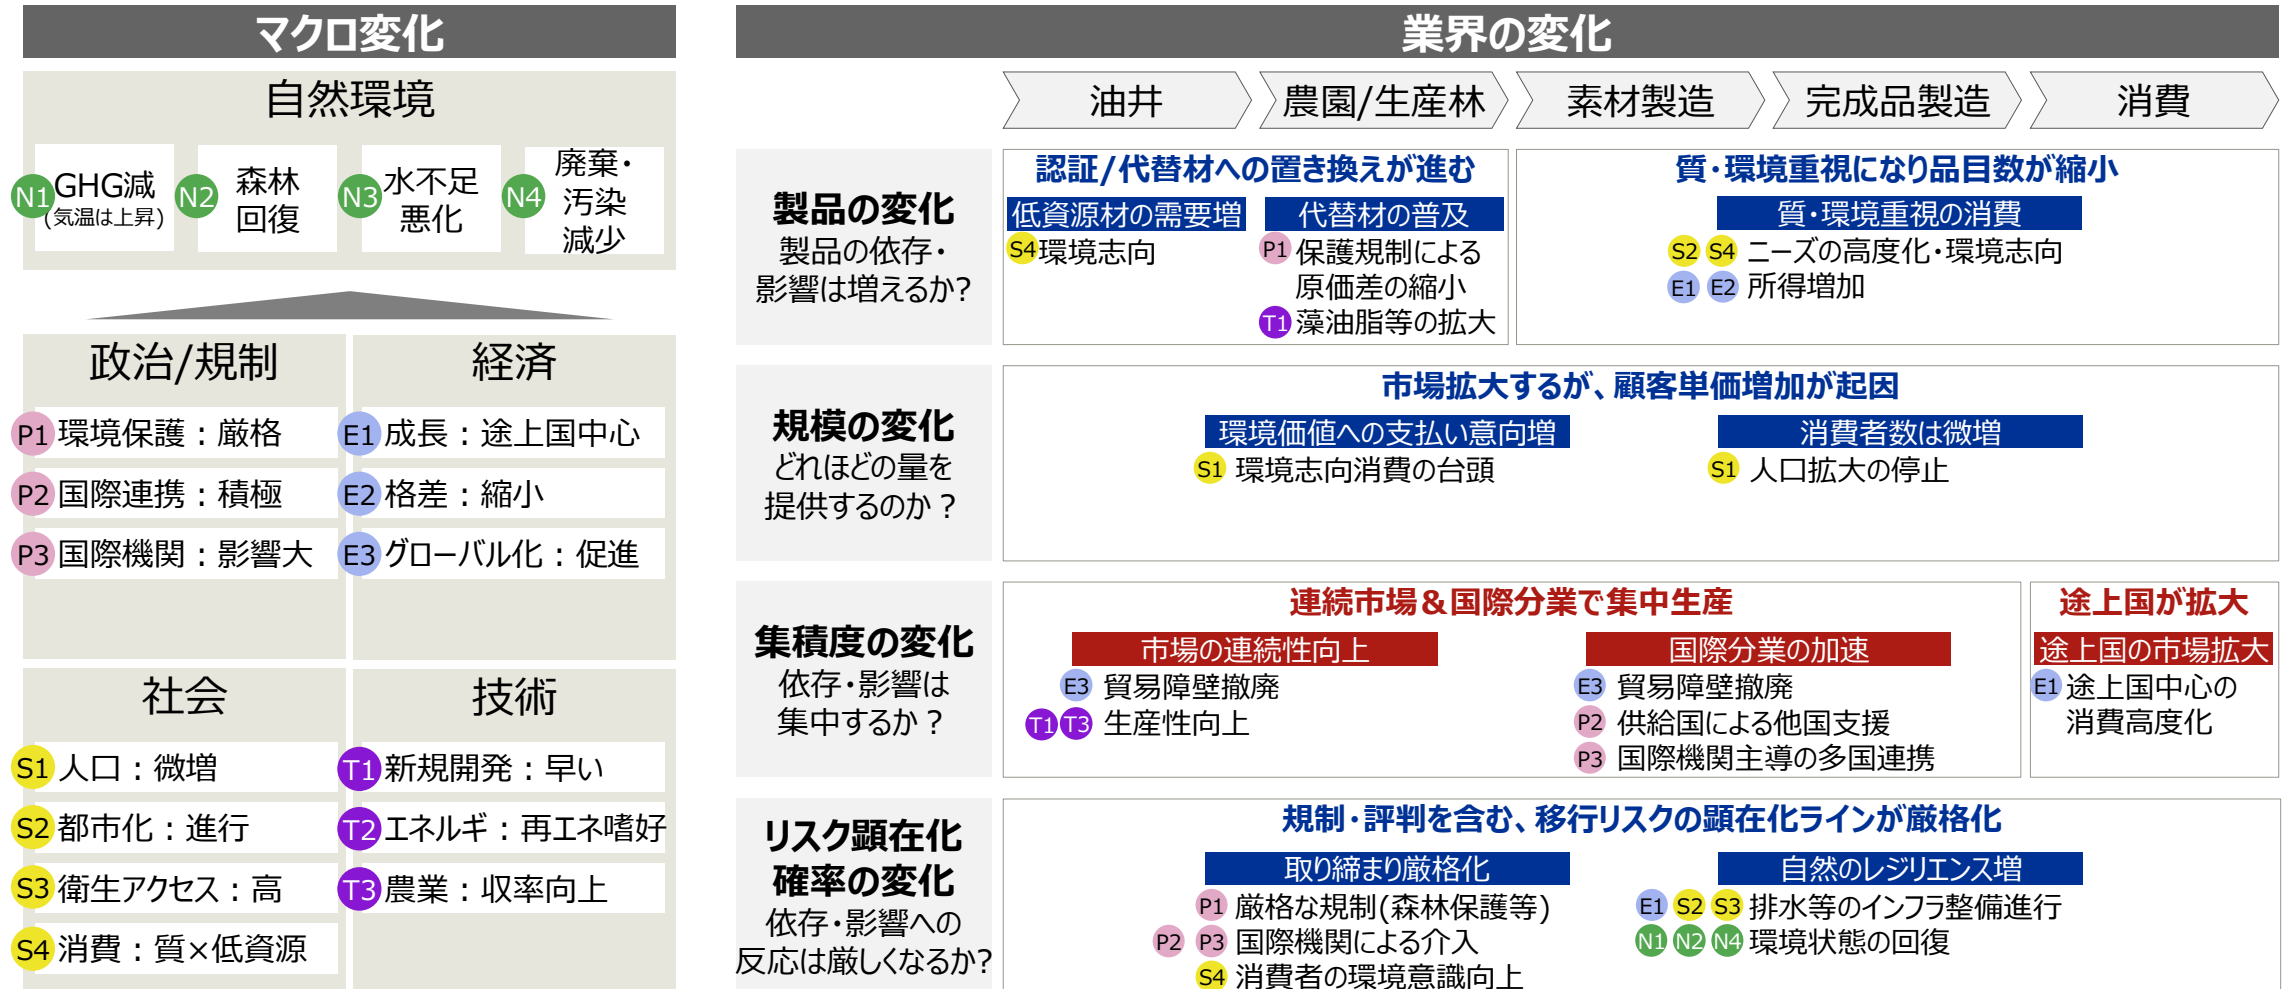 マクロ変化
自然環境
N1 GHG減
(気温は上昇)
N2 森林
回復
N3 水不足
悪化
N4 廃棄・
汚染
減少
政治/規制
P1 環境保護：厳格
P2 国際連携：積極
P3 国際機関：影響大
経済
E1 成長：途上国中心
E2 格差：縮小
E3 グローバル化：促進
社会
S1 人口：微増
S2 都市化：進行
S3 衛生アクセス：高
S4 消費：質×低資源
技術
T1 新規開発：早い
T2 エネルギ：再エネ嗜好
T3 農業：収率向上
業界の変化
油井
農園/生産林
素材製造
完成品製造
消費
製品の変化
製品の依存・
影響は増えるか?
認証/代替材への置き換えが進む
低資源材の需要増
S4 環境志向
代替材の普及
P1 保護規制による
原価差の縮小
T1 藻油脂等の拡大
質・環境重視になり品目数が縮小
質・環境重視の消費
S2 S4 ニーズの高度化・環境志向
E1 E2 所得増加
規模の変化
どれほどの量を
提供するのか？
市場拡大するが、顧客単価増加が起因
環境価値への支払い意向増
S1 環境志向消費の台頭
消費者数は微増
S1 人口拡大の停止
集積度の変化
依存・影響は
集中するか？
連続市場＆国際分業で集中生産
市場の連続性向上
E3 貿易障壁撤廃
T1 T3 生産性向上
国際分業の加速
E3 貿易障壁撤廃
P2 供給国による他国支援
P3 国際機関主導の多国連携
途上国が拡大
途上国の市場拡大
E1 途上国中心の
消費高度化
リスク顕在化
確率の変化
依存・影響への
反応は厳しくなるか?
規制・評判を含む、移行リスクの顕在化ラインが厳格化
取り締まり厳格化
P1 厳格な規制(森林保護等)
P2 P3 国際機関による介入
S4 消費者の環境意識向上
自然のレジリエンス増
E1 S2 S3 排水等のインフラ整備進行
N1 N2 N4 環境状態の回復